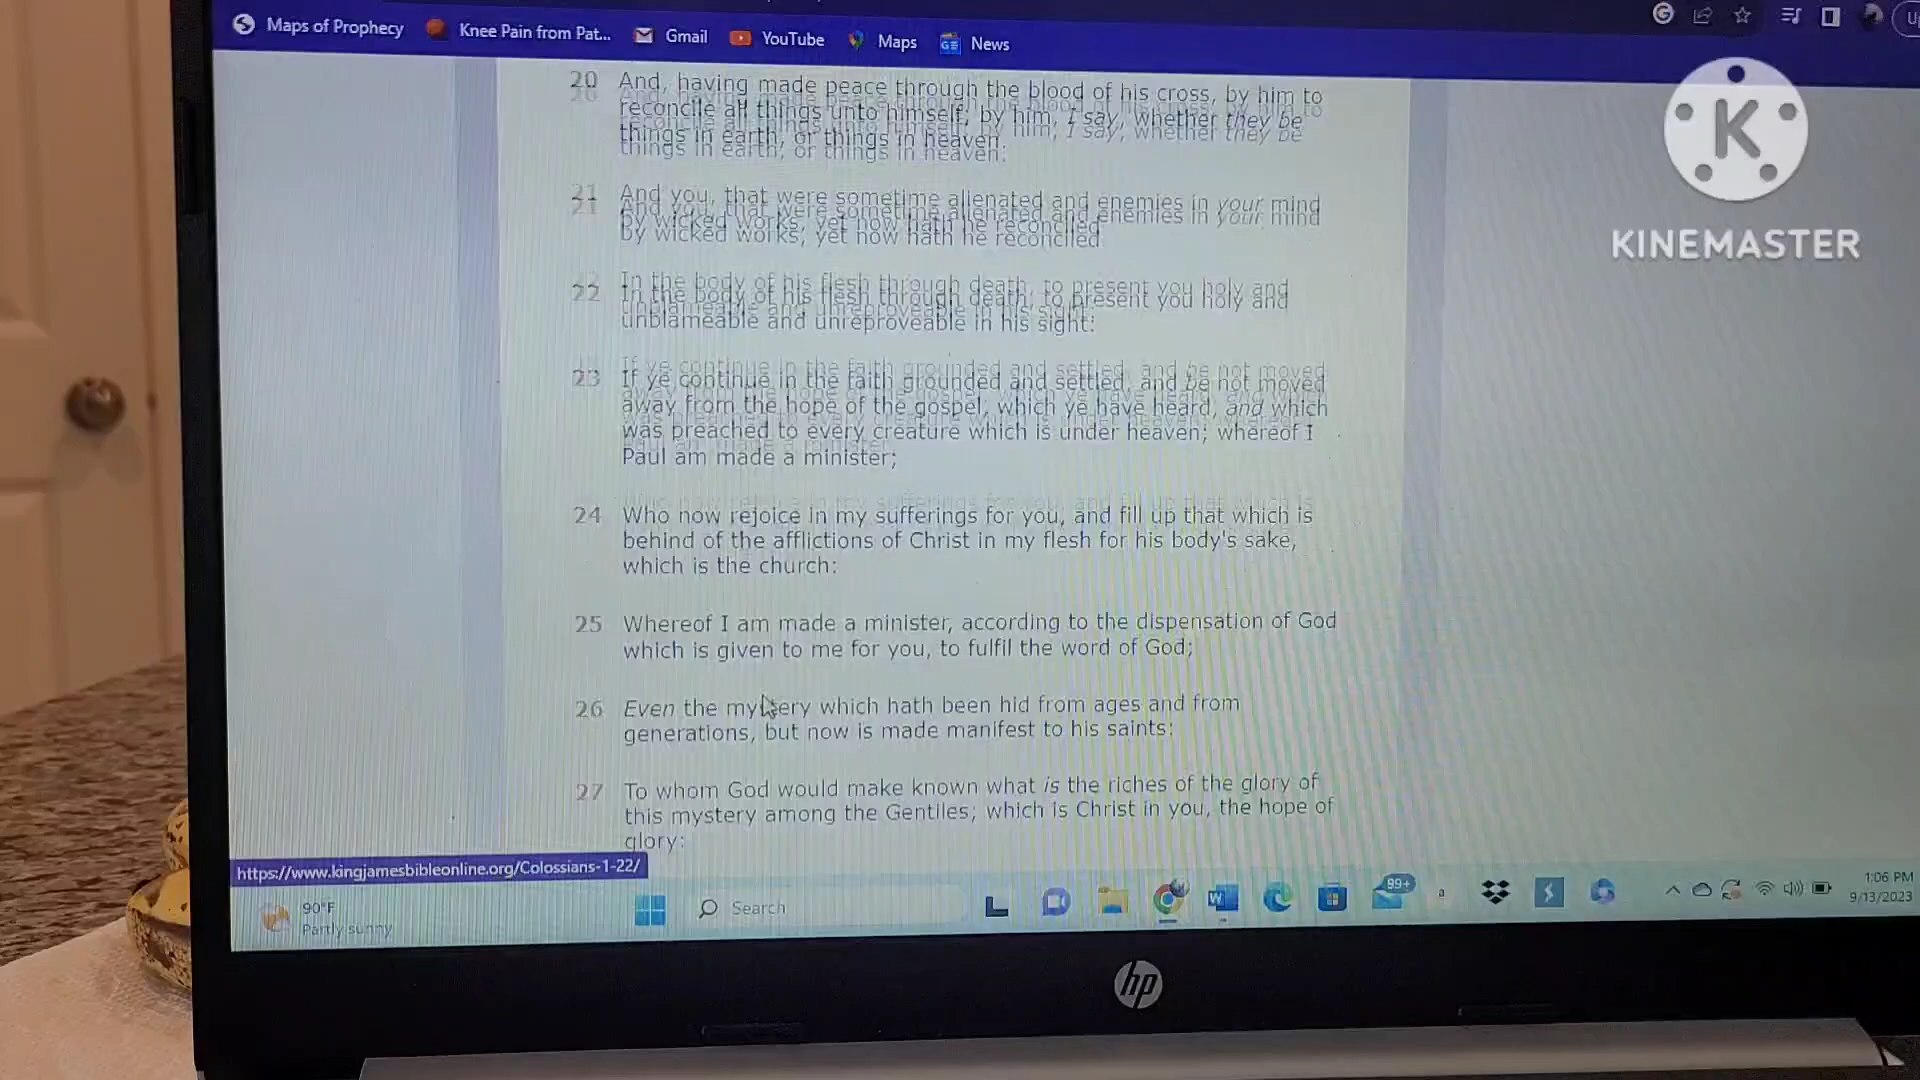 Maps of Prophecy
Knee Pain from Pat...
Gmail
YouTube
Maps
News
K
KINEMASTER
20 And, having made peace through the blood of his cross, by him to
reconcile all things unto himself; by him, I say, whether they be
things in earth, or things in heaven.
21 And you, that were sometime alienated and enemies in your mind
by wicked works, yet now hath he reconciled
22 In the body of his flesh through death, to present you holy and
unblameable and unreproveable in his sight:
23 If ye continue in the faith grounded and settled, and be not moved
away from the hope of the gospel, which ye have heard, and which
was preached to every creature which is under heaven; whereof I
Paul am made a minister;
24 Who now rejoice in my sufferings for you, and fill up that which is
behind of the afflictions of Christ in my flesh for his body's sake,
which is the church:
25 Whereof I am made a minister, according to the dispensation of God
which is given to me for you, to fulfil the word of God;
26 Even the mystery which hath been hid from ages and from
generations, but now is made manifest to his saints:
27 To whom God would make known what is the riches of the glory of
this mystery among the Gentiles; which is Christ in you, the hope of
glory:
https://www.kingjamesbibleonline.org/Colossians-1-22/
90°F
Partly sunny
Search
99+
1:06 PM
9/13/2023
hp